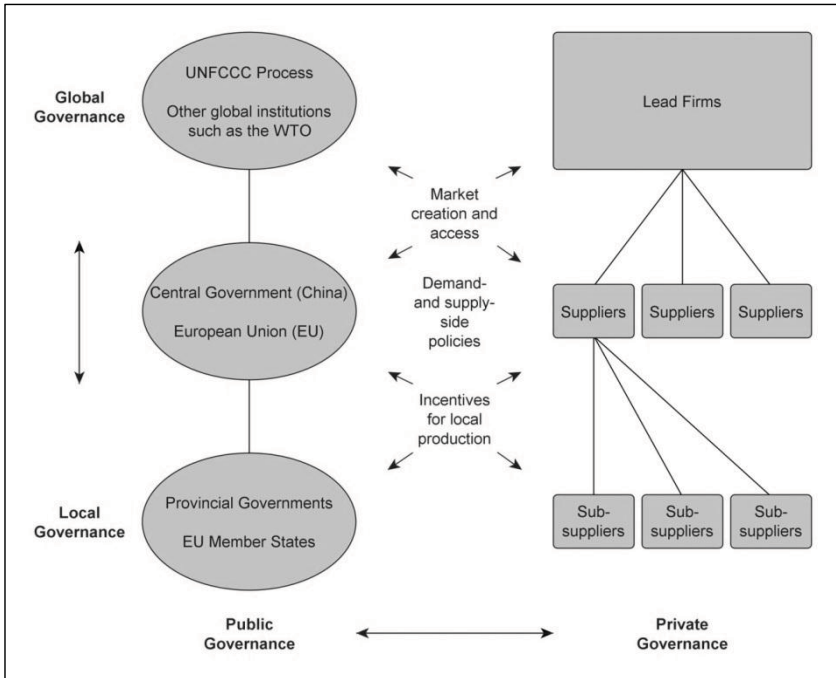 Global
Governance
UNFCCC Process
Other global institutions
such as the WTO
Lead Firms
Market
creation and
access
Central Government (China)
European Union (EU)
Demand-
and supply-
side
policies
Suppliers
Suppliers
Suppliers
Incentives
for local
production
Local
Governance
Provincial Governments
EU Member States
Sub-
suppliers
Sub-
suppliers
Sub-
suppliers
Public
Governance
Private
Governance